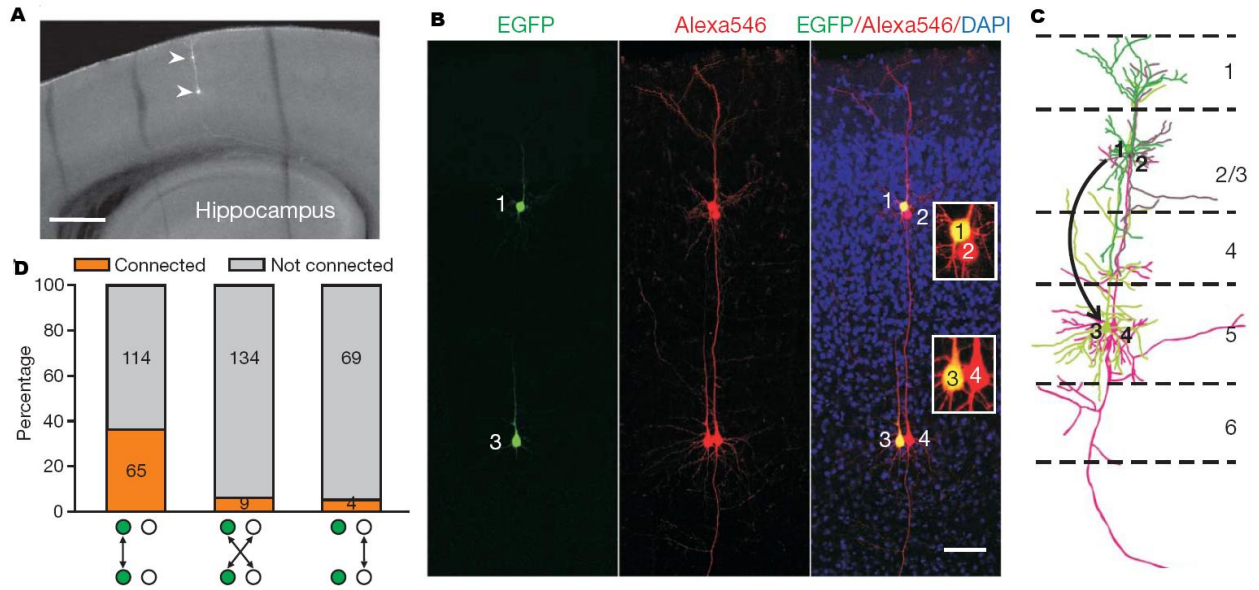 A
Hippocampus
B
EGFP
Alexa546
EGFP/Alexa546/DAPI
1
3
1
2
3
4
1
2
3
4
C
1
2/3
4
5
6
1
2
3
4
D
Connected
Not connected
Percentage
100
80
60
40
20
0
114
65
134
9
69
4